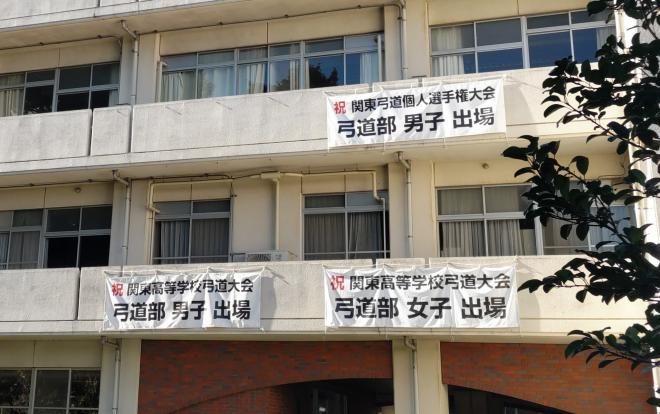 祝 関東弓道個人選手権大会
弓道部 男子 出場
祝 関東高等学校弓道大会
弓道部 男子 出場
祝 関東高等学校弓道大会
弓道部 女子 出場